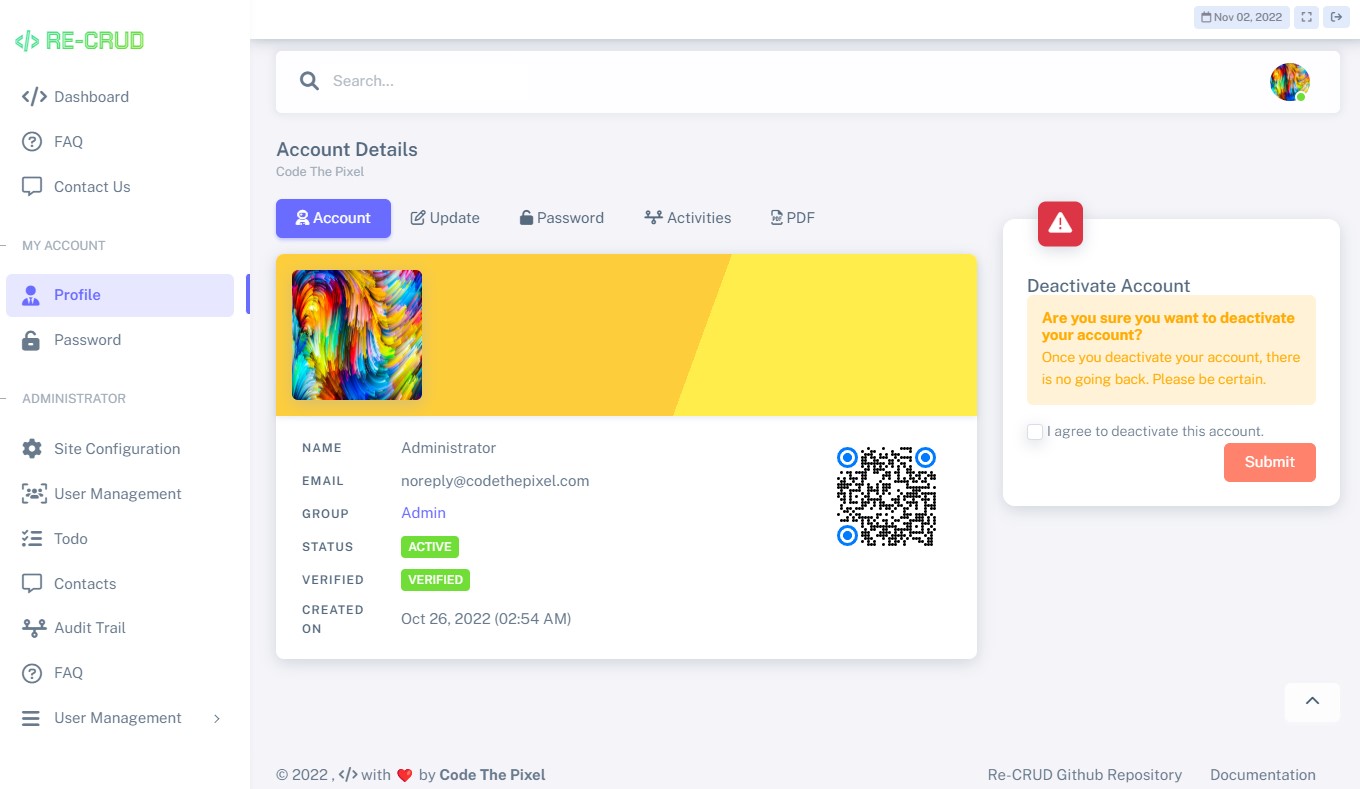 RE-CRUD
Dashboard
FAQ
Contact Us
MY ACCOUNT
Profile
Password
ADMINISTRATOR
Site Configuration
User Management
Todo
Contacts
Audit Trail
FAQ
User Management
Nov 02, 2022
Search...
Account Details
Code The Pixel
Account
Update
Password
Activities
PDF
NAME Administrator
EMAIL noreply@codethepixel.com
GROUP Admin
STATUS ACTIVE
VERIFIED VERIFIED
CREATED
ON
Oct 26, 2022 (02:54 AM)
Deactivate Account
Are you sure you want to deactivate
your account?
Once you deactivate your account, there
is no going back. Please be certain.
I agree to deactivate this account.
Submit
© 2022 , </> with ❤️ by Code The Pixel
Re-CRUD Github Repository
Documentation